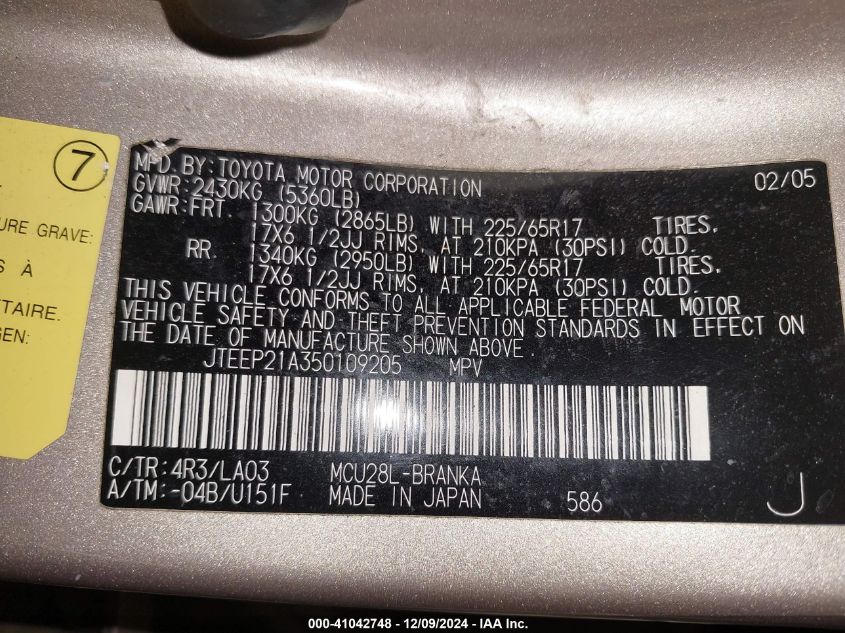 7
URE GRAVE:
S À
ETAIRE.
GEN:
MFD. BY: TOYOTA MOTOR CORPORATION 02/05
GVWR: 2430KG (5360LB)
GAWR: FRT. 1300KG (2865LB) WITH 225/65R17 TIRES,
17X6 1/2JJ RIMS, AT 210KPA (30PSI) COLD.
RR. 1340KG (2950LB) WITH 225/65R17 TIRES,
17X6 1/2JJ RIMS, AT 210KPA (30PSI) COLD.
THIS VEHICLE CONFORMS TO ALL APPLICABLE FEDERAL MOTOR
VEHICLE SAFETY AND THEFT PREVENTION STANDARDS IN EFFECT ON
THE DATE OF MANUFACTURE SHOWN ABOVE.
JTEEP21A350109205 MPV
C/TR: 4R3/LA03 MCU28L-BRANKA
A/TM: -04B/U151F MADE IN JAPAN 586 J
000-41042748 - 12/09/2024 - IAA Inc.